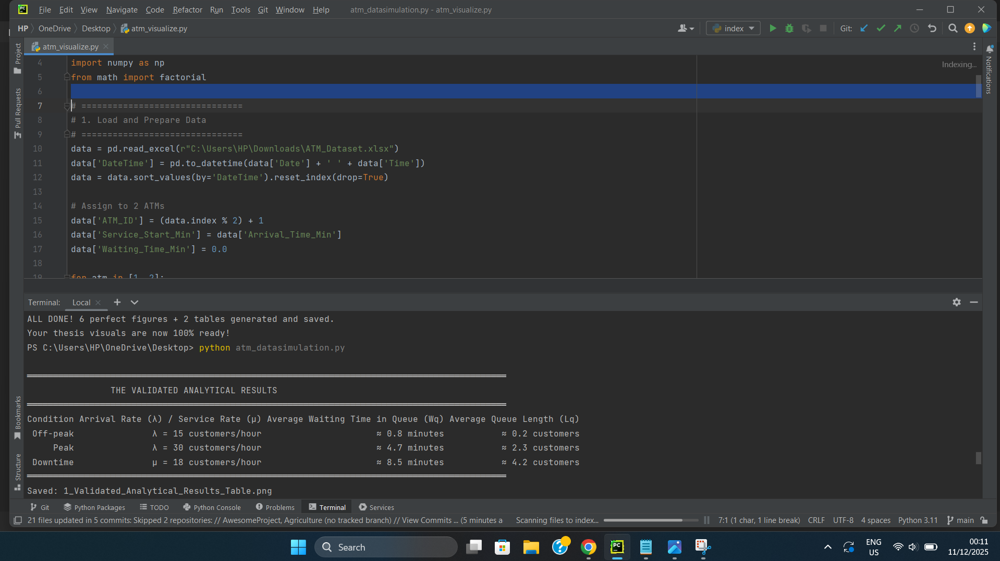 PC File Edit View Navigate Code Refactor Run Tools Git Window Help atm_datasimulation.py - atm_visualize.py
HP OneDrive Desktop atm_visualize.py index Git:
atm_visualize.py
Project
Pull Requests
Bookmarks
Structure
Notifications
Indexing...
4 import numpy as np
5 from math import factorial
6
7 # ===============================
8 # 1. Load and Prepare Data
9 # ===============================
10 data = pd.read_excel(r"C:\Users\HP\Downloads\ATM_Dataset.xlsx")
11 data['DateTime'] = pd.to_datetime(data['Date'] + ' ' + data['Time'])
12 data = data.sort_values(by='DateTime').reset_index(drop=True)
13
14 # Assign to 2 ATMs
15 data['ATM_ID'] = (data.index % 2) + 1
16 data['Service_Start_Min'] = data['Arrival_Time_Min']
17 data['Waiting_Time_Min'] = 0.0
18
19 for atm in [1, 2]:
Terminal: Local
ALL DONE! 6 perfect figures + 2 tables generated and saved.
Your thesis visuals are now 100% ready!
PS C:\Users\HP\OneDrive\Desktop> python atm_datasimulation.py
THE VALIDATED ANALYTICAL RESULTS
Condition Arrival Rate (λ) / Service Rate (μ) Average Waiting Time in Queue (Wq) Average Queue Length (Lq)
Off-peak λ = 15 customers/hour ≈ 0.8 minutes ≈ 0.2 customers
Peak λ = 30 customers/hour ≈ 4.7 minutes ≈ 2.3 customers
Downtime μ = 18 customers/hour ≈ 8.5 minutes ≈ 4.2 customers
Saved: 1_Validated_Analytical_Results_Table.png
Git Python Packages TODO Python Console Problems Terminal Services
21 files updated in 5 commits: Skipped 2 repositories: // AwesomeProject, Agriculture (no tracked branch) // View Commits ... (5 minutes a Scanning files to index... 7:1 (1 char, 1 line break) CRLF UTF-8 4 spaces Python 3.11 main
Search PC ENG US 00:11
11/12/2025